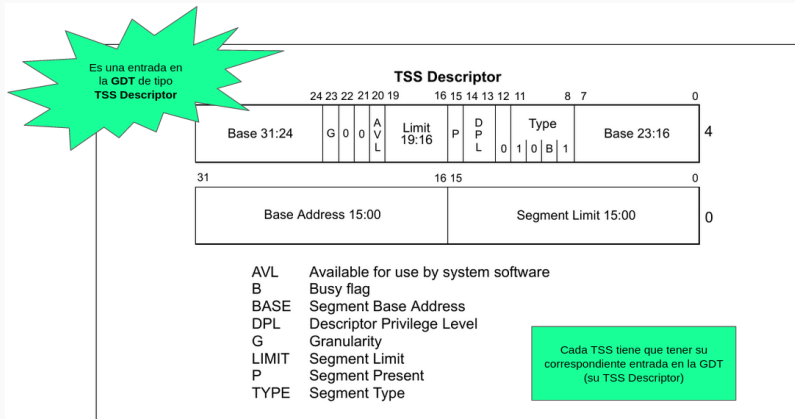 Es una entrada en
la GDT de tipo
TSS Descriptor
TSS Descriptor
24 23 22 21 20 19 16 15 14 13 12 11 8 7 0
Base 31:24 G 0 0 AVL Limit 19:16 P DPL 0 Type 1 0 B 1 Base 23:16 4
31 16 15 0
Base Address 15:00 Segment Limit 15:00 0
AVL Available for use by system software
B Busy flag
BASE Segment Base Address
DPL Descriptor Privilege Level
G Granularity
LIMIT Segment Limit
P Segment Present
TYPE Segment Type
Cada TSS tiene que tener su
correspondiente entrada en la GDT
(su TSS Descriptor)